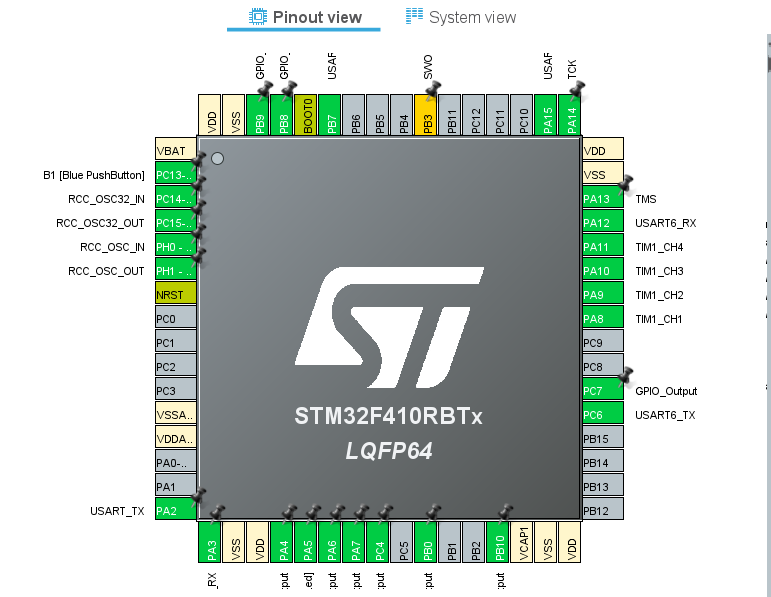 Pinout view
System view
GPIO_
GPIO_
USAF
SWO
USAF
TCK
VDD
VSS
PB9
PB8
BOOT0
PB7
PB6
PB5
PB4
PB3
PB11
PC12
PC11
PC10
PA15
PA14
VBAT
B1 [Blue PushButton] PC13-..
RCC_OSC32_IN PC14-..
RCC_OSC32_OUT PC15-..
RCC_OSC_IN PH0 - ..
RCC_OSC_OUT PH1 - ..
NRST
PC0
PC1
PC2
PC3
VSSA..
VDDA..
PA0-..
PA1
USART_TX PA2
STM32F410RBTx
LQFP64
VDD
VSS
PA13 TMS
PA12 USART6_RX
PA11 TIM1_CH4
PA10 TIM1_CH3
PA9 TIM1_CH2
PA8 TIM1_CH1
PC9
PC8
PC7 GPIO_Output
PC6 USART6_TX
PB15
PB14
PB13
PB12
PA3
VSS
VDD
PA4
PA5
PA6
PA7
PC4
PC5
PB0
PB1
PB2
PB10
VCAP1
VSS
VDD
_RX
:put
.ed]
:put
:put
:put
:put
:put